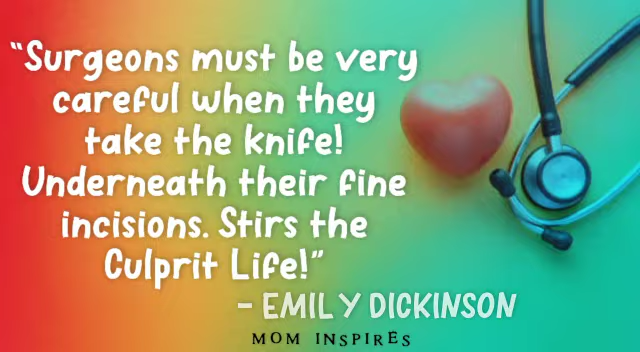 “Surgeons must be very
careful when they
take the knife!
Underneath their fine
incisions. Stirs the
Culprit Life!”
- EMILY DICKINSON
MOM INSPIRES